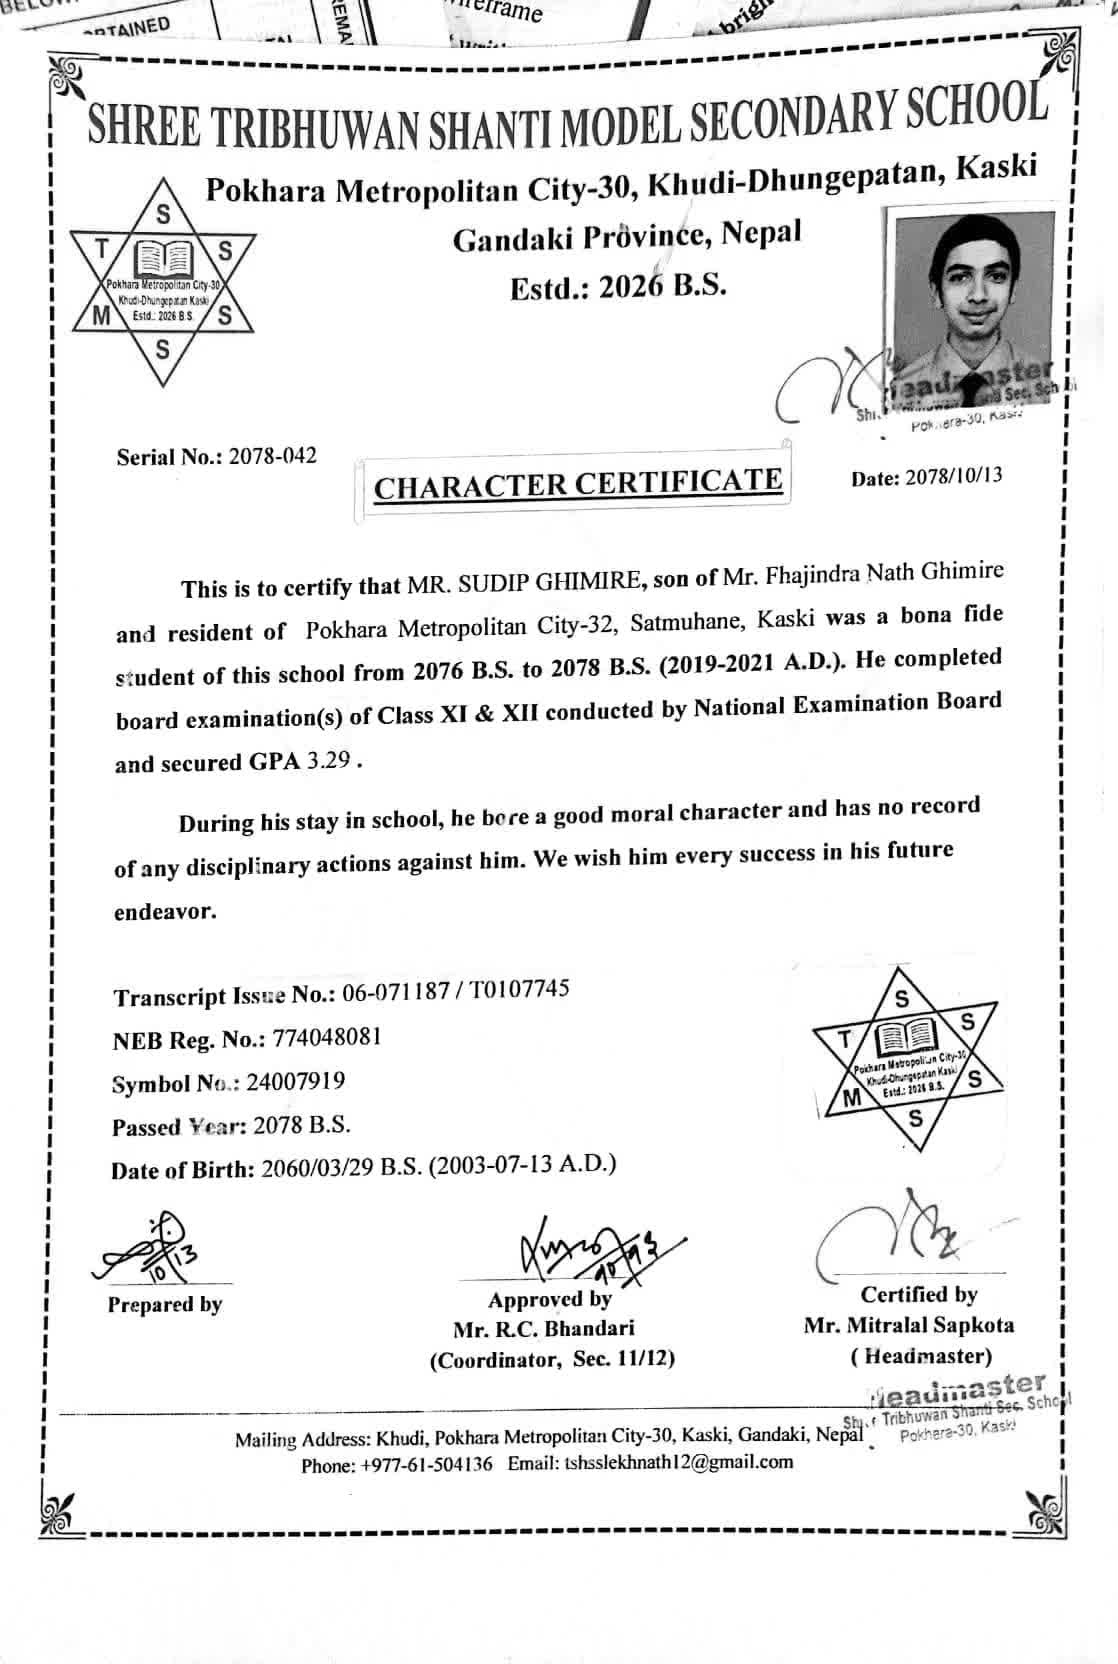 BELOW
OBTAINED
REMA
reframe
brigh
SHREE TRIBHUWAN SHANTI MODEL SECONDARY SCHOOL
Pokhara Metropolitan City-30, Khudi-Dhungepatan, Kaski
Gandaki Province, Nepal
Estd.: 2026 B.S.
S
T S
Pokhara Metropolitan City-30
Khudi-Dhungepatan Kaski
M Estd.: 2026 B.S. S
S
Headmaster
Pokhara-30, Kaski
Serial No.: 2078-042
CHARACTER CERTIFICATE
Date: 2078/10/13
This is to certify that MR. SUDIP GHIMIRE, son of Mr. Fhajindra Nath Ghimire
and resident of Pokhara Metropolitan City-32, Satmuhane, Kaski was a bona fide
student of this school from 2076 B.S. to 2078 B.S. (2019-2021 A.D.). He completed
board examination(s) of Class XI & XII conducted by National Examination Board
and secured GPA 3.29 .
During his stay in school, he bore a good moral character and has no record
of any disciplinary actions against him. We wish him every success in his future
endeavor.
Transcript Issue No.: 06-071187 / T0107745
NEB Reg. No.: 774048081
Symbol No.: 24007919
Passed Year: 2078 B.S.
Date of Birth: 2060/03/29 B.S. (2003-07-13 A.D.)
S
T S
Pokhara Metropolitan City-30
Khudi-Dhungepatan Kaski
M Estd.: 2026 B.S. S
S
10/13
10/13
Prepared by
Approved by
Mr. R.C. Bhandari
(Coordinator, Sec. 11/12)
Certified by
Mr. Mitralal Sapkota
( Headmaster)
Headmaster
Shree Tribhuwan Shanti Sec. School
Pokhara-30, Kaski
Mailing Address: Khudi, Pokhara Metropolitan City-30, Kaski, Gandaki, Nepal
Phone: +977-61-504136 Email: tshsslekhnath12@gmail.com